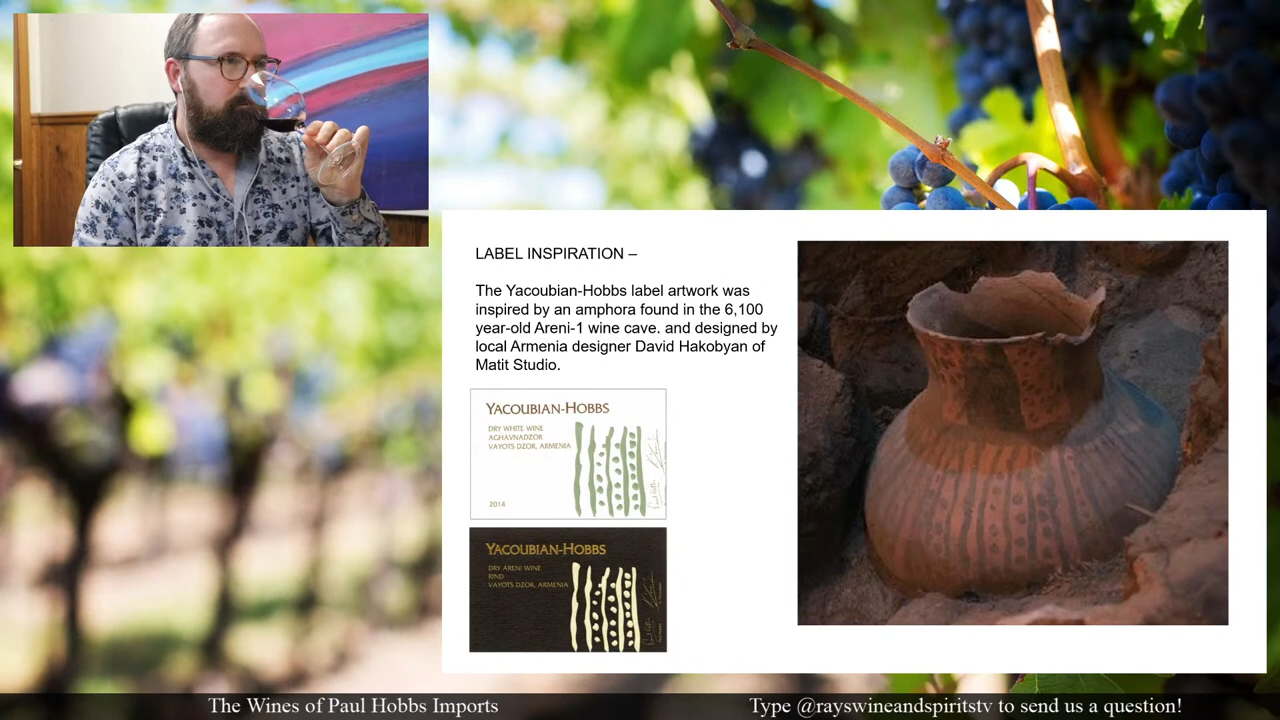 LABEL INSPIRATION –
The Yacoubian-Hobbs label artwork was
inspired by an amphora found in the 6,100
year-old Areni-1 wine cave. and designed by
local Armenia designer David Hakobyan of
Matit Studio.
YACOUBIAN-HOBBS
DRY WHITE WINE
AGHAVNADZOR
VAYOTS DZOR, ARMENIA
2014
YACOUBIAN-HOBBS
DRY ARENI WINE
RIND
VAYOTS DZOR, ARMENIA
The Wines of Paul Hobbs Imports
Type @rayswineandspiritstv to send us a question!